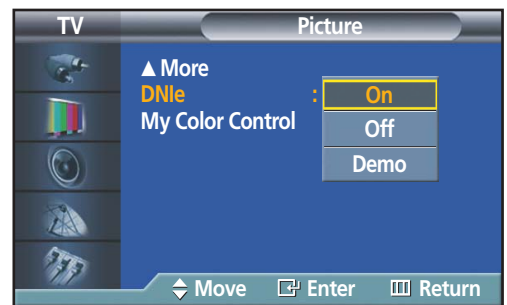 TV Picture
▲ More
DNIe : On
My Color Control Off
Demo
Move Enter Return